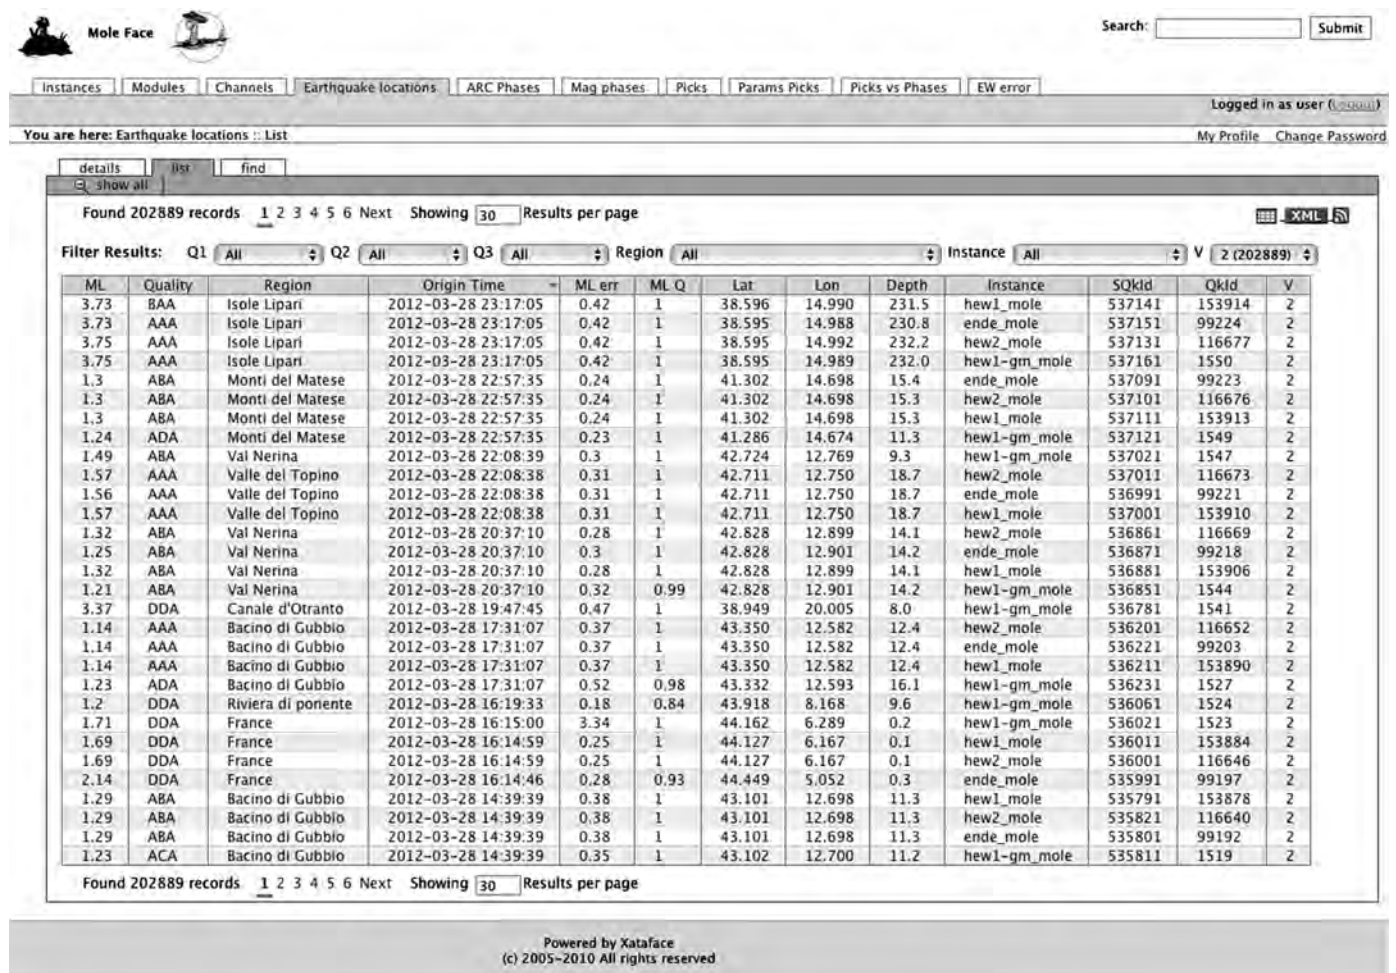 Mole Face
Search: Submit
Instances Modules Channels Earthquake locations ARC Phases Mag phases Picks Params Picks Picks vs Phases EW error
Logged in as user (Logout)
You are here: Earthquake locations :: List My Profile Change Password
details list find
show all
Found 202889 records 1 2 3 4 5 6 Next Showing 30 Results per page XML
Filter Results: Q1 All Q2 All Q3 All Region All Instance All V 2 (202889)
ML Quality Region Origin Time ML err ML Q Lat Lon Depth Instance SQkId QkId V
3.73 BAA Isole Lipari 2012-03-28 23:17:05 0.42 1 38.596 14.990 231.5 hew1_mole 537141 153914 2
3.73 AAA Isole Lipari 2012-03-28 23:17:05 0.42 1 38.595 14.988 230.8 ende_mole 537151 99224 2
3.75 AAA Isole Lipari 2012-03-28 23:17:05 0.42 1 38.595 14.992 232.2 hew2_mole 537131 116677 2
3.75 AAA Isole Lipari 2012-03-28 23:17:05 0.42 1 38.595 14.989 232.0 hew1-gm_mole 537161 1550 2
1.3 ABA Monti del Matese 2012-03-28 22:57:35 0.24 1 41.302 14.698 15.4 ende_mole 537091 99223 2
1.3 ABA Monti del Matese 2012-03-28 22:57:35 0.24 1 41.302 14.698 15.3 hew2_mole 537101 116676 2
1.3 ABA Monti del Matese 2012-03-28 22:57:35 0.24 1 41.302 14.698 15.3 hew1_mole 537111 153913 2
1.24 ADA Monti del Matese 2012-03-28 22:57:35 0.23 1 41.286 14.674 11.3 hew1-gm_mole 537121 1549 2
1.49 ABA Val Nerina 2012-03-28 22:08:39 0.3 1 42.724 12.769 9.3 hew1-gm_mole 537021 1547 2
1.57 AAA Valle del Topino 2012-03-28 22:08:38 0.31 1 42.711 12.750 18.7 hew2_mole 537011 116673 2
1.56 AAA Valle del Topino 2012-03-28 22:08:38 0.31 1 42.711 12.750 18.7 ende_mole 536991 99221 2
1.57 AAA Valle del Topino 2012-03-28 22:08:38 0.31 1 42.711 12.750 18.7 hew1_mole 537001 153910 2
1.32 ABA Val Nerina 2012-03-28 20:37:10 0.28 1 42.828 12.899 14.1 hew2_mole 536861 116669 2
1.25 ABA Val Nerina 2012-03-28 20:37:10 0.3 1 42.828 12.901 14.2 ende_mole 536871 99218 2
1.32 ABA Val Nerina 2012-03-28 20:37:10 0.28 1 42.828 12.899 14.1 hew1_mole 536881 153906 2
1.21 ABA Val Nerina 2012-03-28 20:37:10 0.32 0.99 42.828 12.901 14.2 hew1-gm_mole 536851 1544 2
3.37 DDA Canale d'Otranto 2012-03-28 19:47:45 0.47 1 38.949 20.005 8.0 hew1-gm_mole 536781 1541 2
1.14 AAA Bacino di Gubbio 2012-03-28 17:31:07 0.37 1 43.350 12.582 12.4 hew2_mole 536201 116652 2
1.14 AAA Bacino di Gubbio 2012-03-28 17:31:07 0.37 1 43.350 12.582 12.4 ende_mole 536221 99203 2
1.14 AAA Bacino di Gubbio 2012-03-28 17:31:07 0.37 1 43.350 12.582 12.4 hew1_mole 536211 153890 2
1.23 ADA Bacino di Gubbio 2012-03-28 17:31:07 0.52 0.98 43.332 12.593 16.1 hew1-gm_mole 536231 1527 2
1.2 DDA Riviera di ponente 2012-03-28 16:19:33 0.18 0.84 43.918 8.168 9.6 hew1-gm_mole 536061 1524 2
1.71 DDA France 2012-03-28 16:15:00 3.34 1 44.162 6.289 0.2 hew1-gm_mole 536021 1523 2
1.69 DDA France 2012-03-28 16:14:59 0.25 1 44.127 6.167 0.1 hew1_mole 536011 153884 2
1.69 DDA France 2012-03-28 16:14:59 0.25 1 44.127 6.167 0.1 hew2_mole 536001 116646 2
2.14 DDA France 2012-03-28 16:14:46 0.28 0.93 44.449 5.052 0.3 ende_mole 535991 99197 2
1.29 ABA Bacino di Gubbio 2012-03-28 14:39:39 0.38 1 43.101 12.698 11.3 hew1_mole 535791 153878 2
1.29 ABA Bacino di Gubbio 2012-03-28 14:39:39 0.38 1 43.101 12.698 11.3 hew2_mole 535821 116640 2
1.29 ABA Bacino di Gubbio 2012-03-28 14:39:39 0.38 1 43.101 12.698 11.3 ende_mole 535801 99192 2
1.23 ACA Bacino di Gubbio 2012-03-28 14:39:39 0.35 1 43.102 12.700 11.2 hew1-gm_mole 535811 1519 2
Found 202889 records 1 2 3 4 5 6 Next Showing 30 Results per page
Powered by Xataface
(c) 2005-2010 All rights reserved